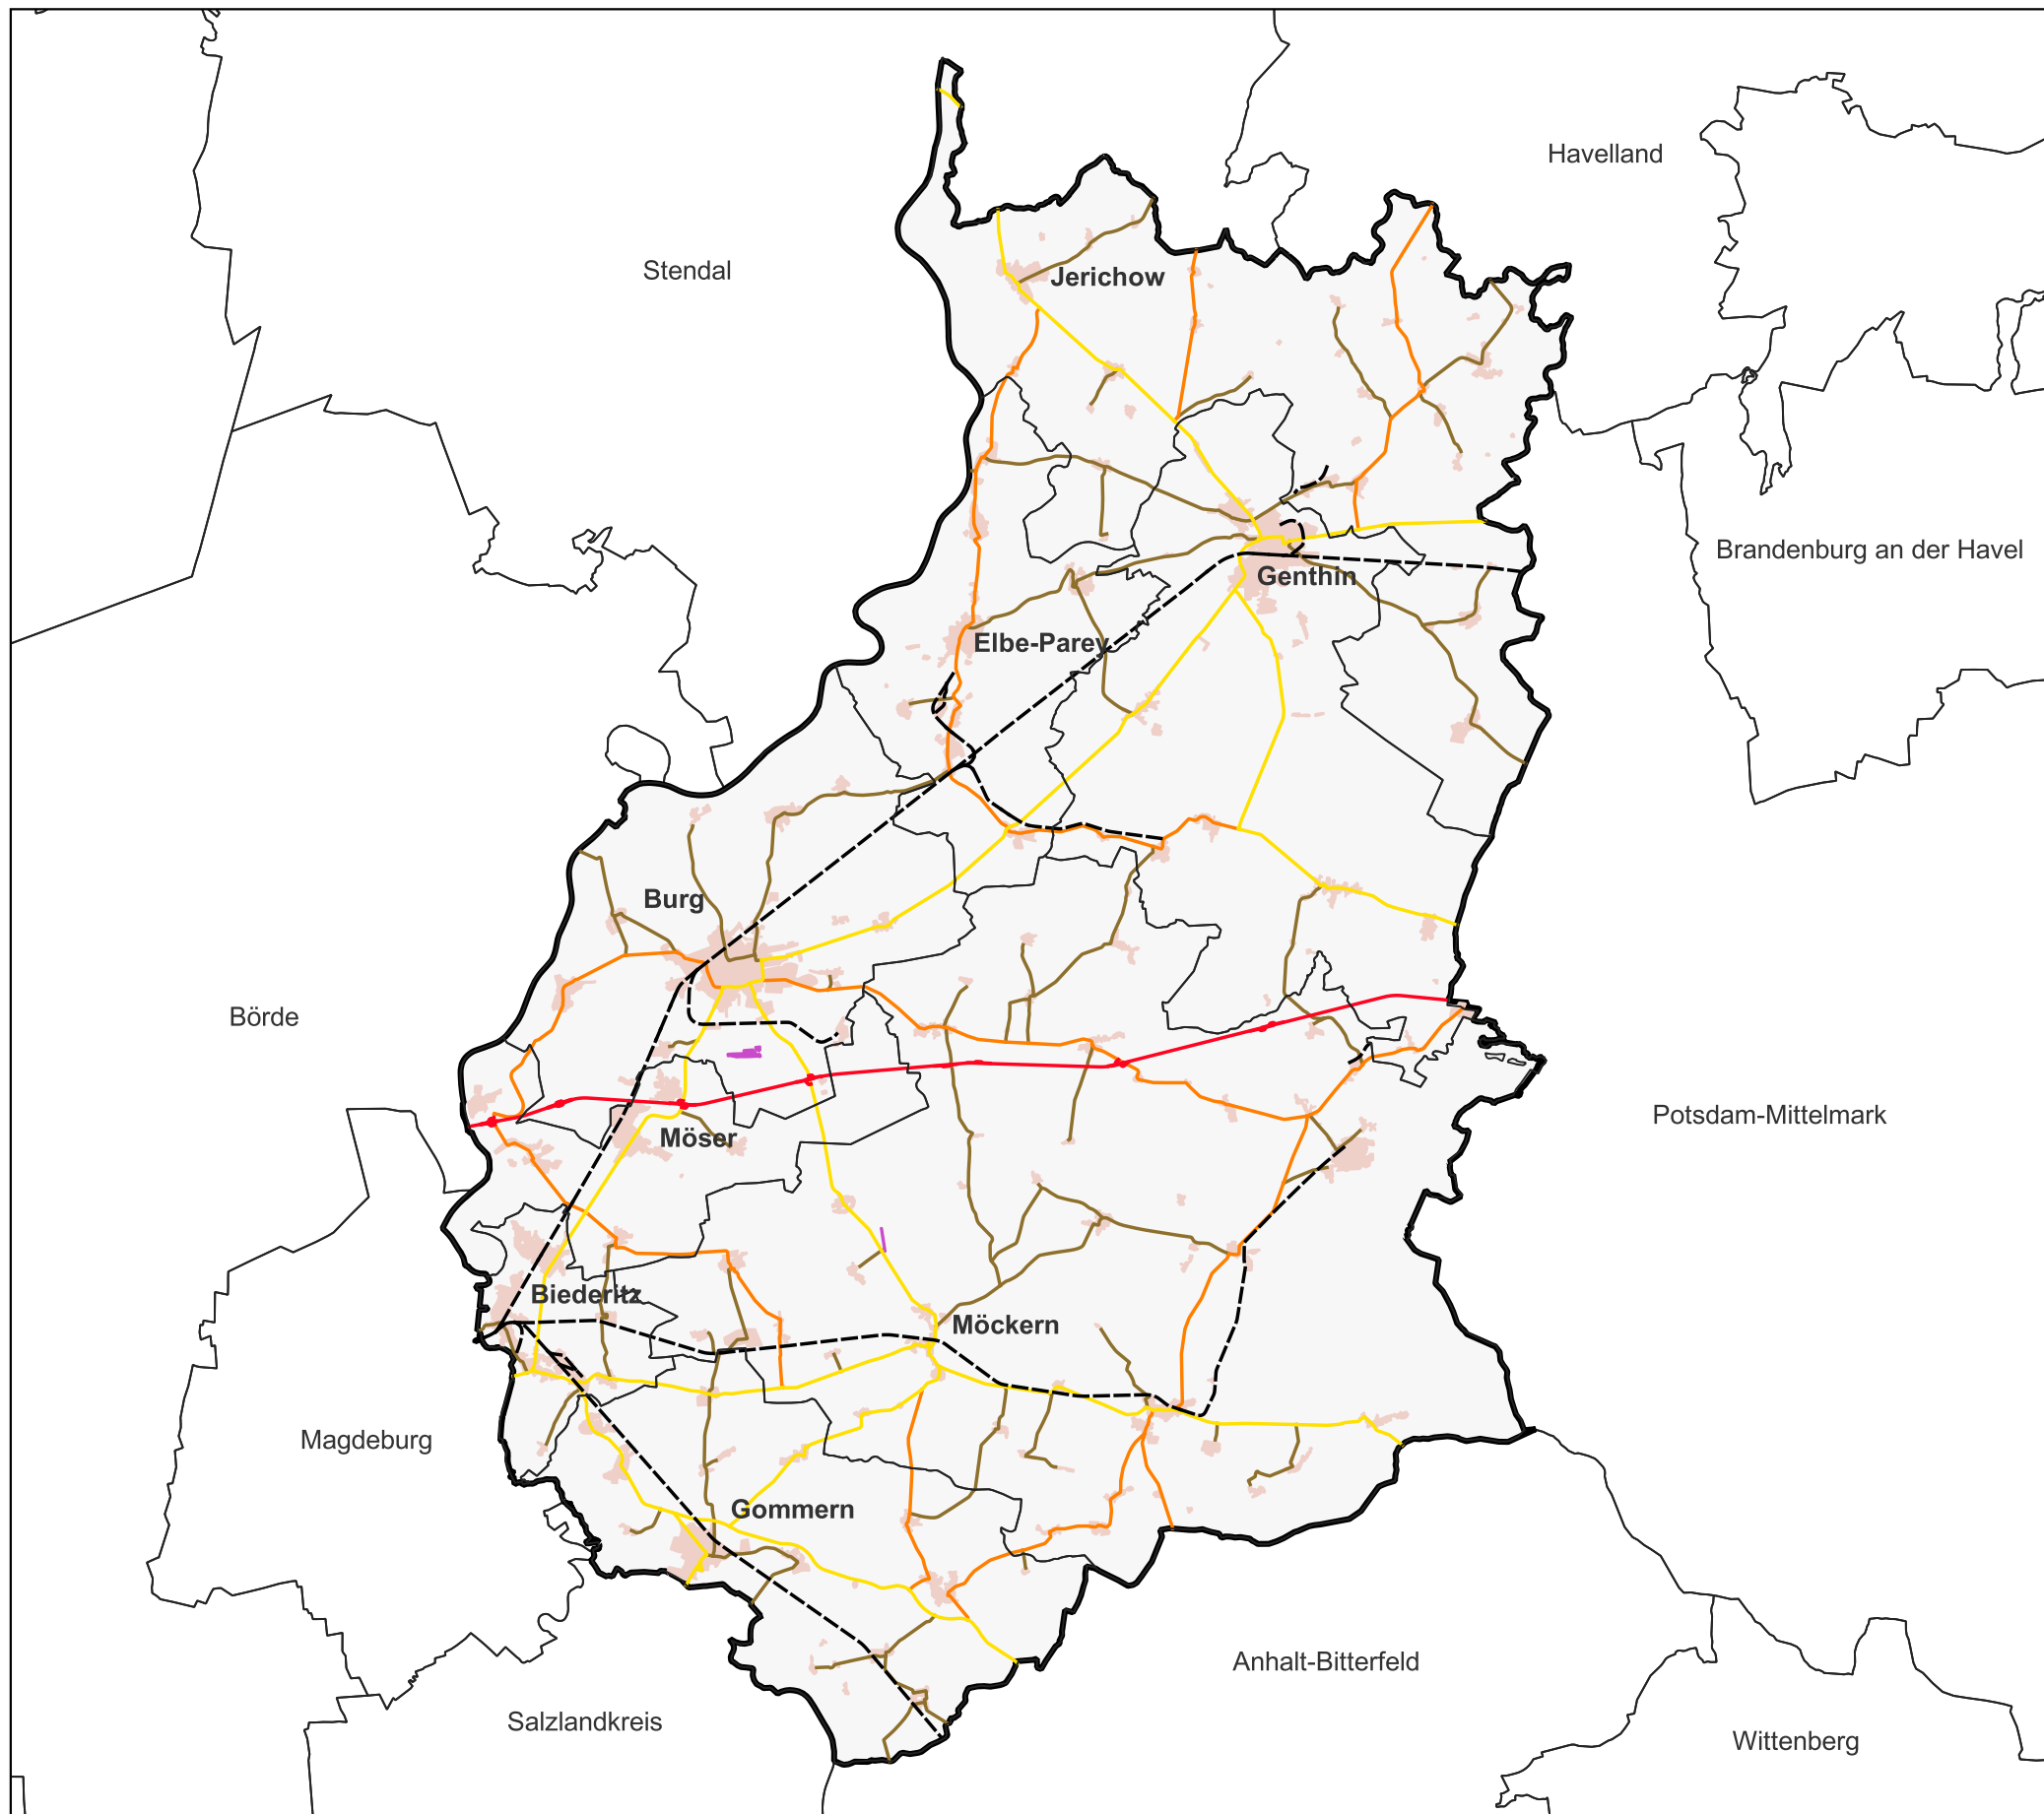 Havelland
Stendal
Jerichow
Brandenburg an der Havel
Genthin
Elbe-Parey
Burg
Börde
Potsdam-Mittelmark
Möser
Biederitz
Möckern
Magdeburg
Gommern
Anhalt-Bitterfeld
Salzlandkreis
Wittenberg